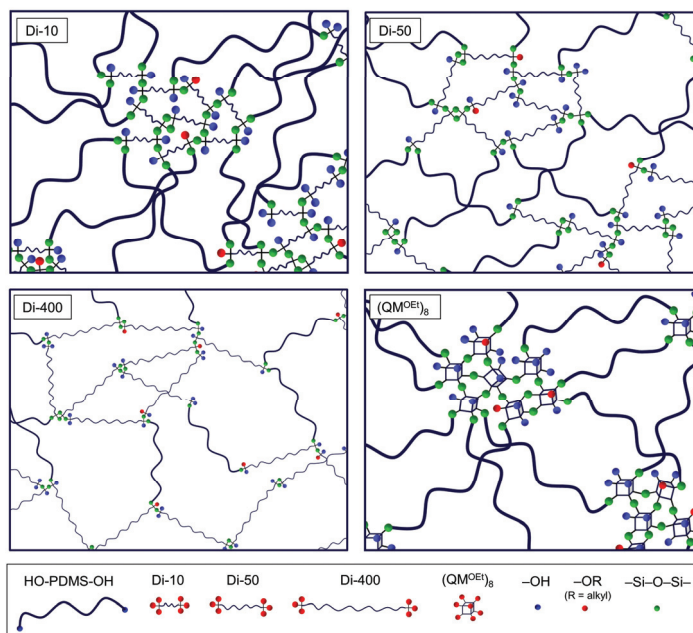 Di-10
Di-50
Di-400
(QM^OEt)₈
HO-PDMS-OH
Di-10
Di-50
Di-400
(QM^OEt)₈
–OH
–OR
(R = alkyl)
–Si–O–Si–